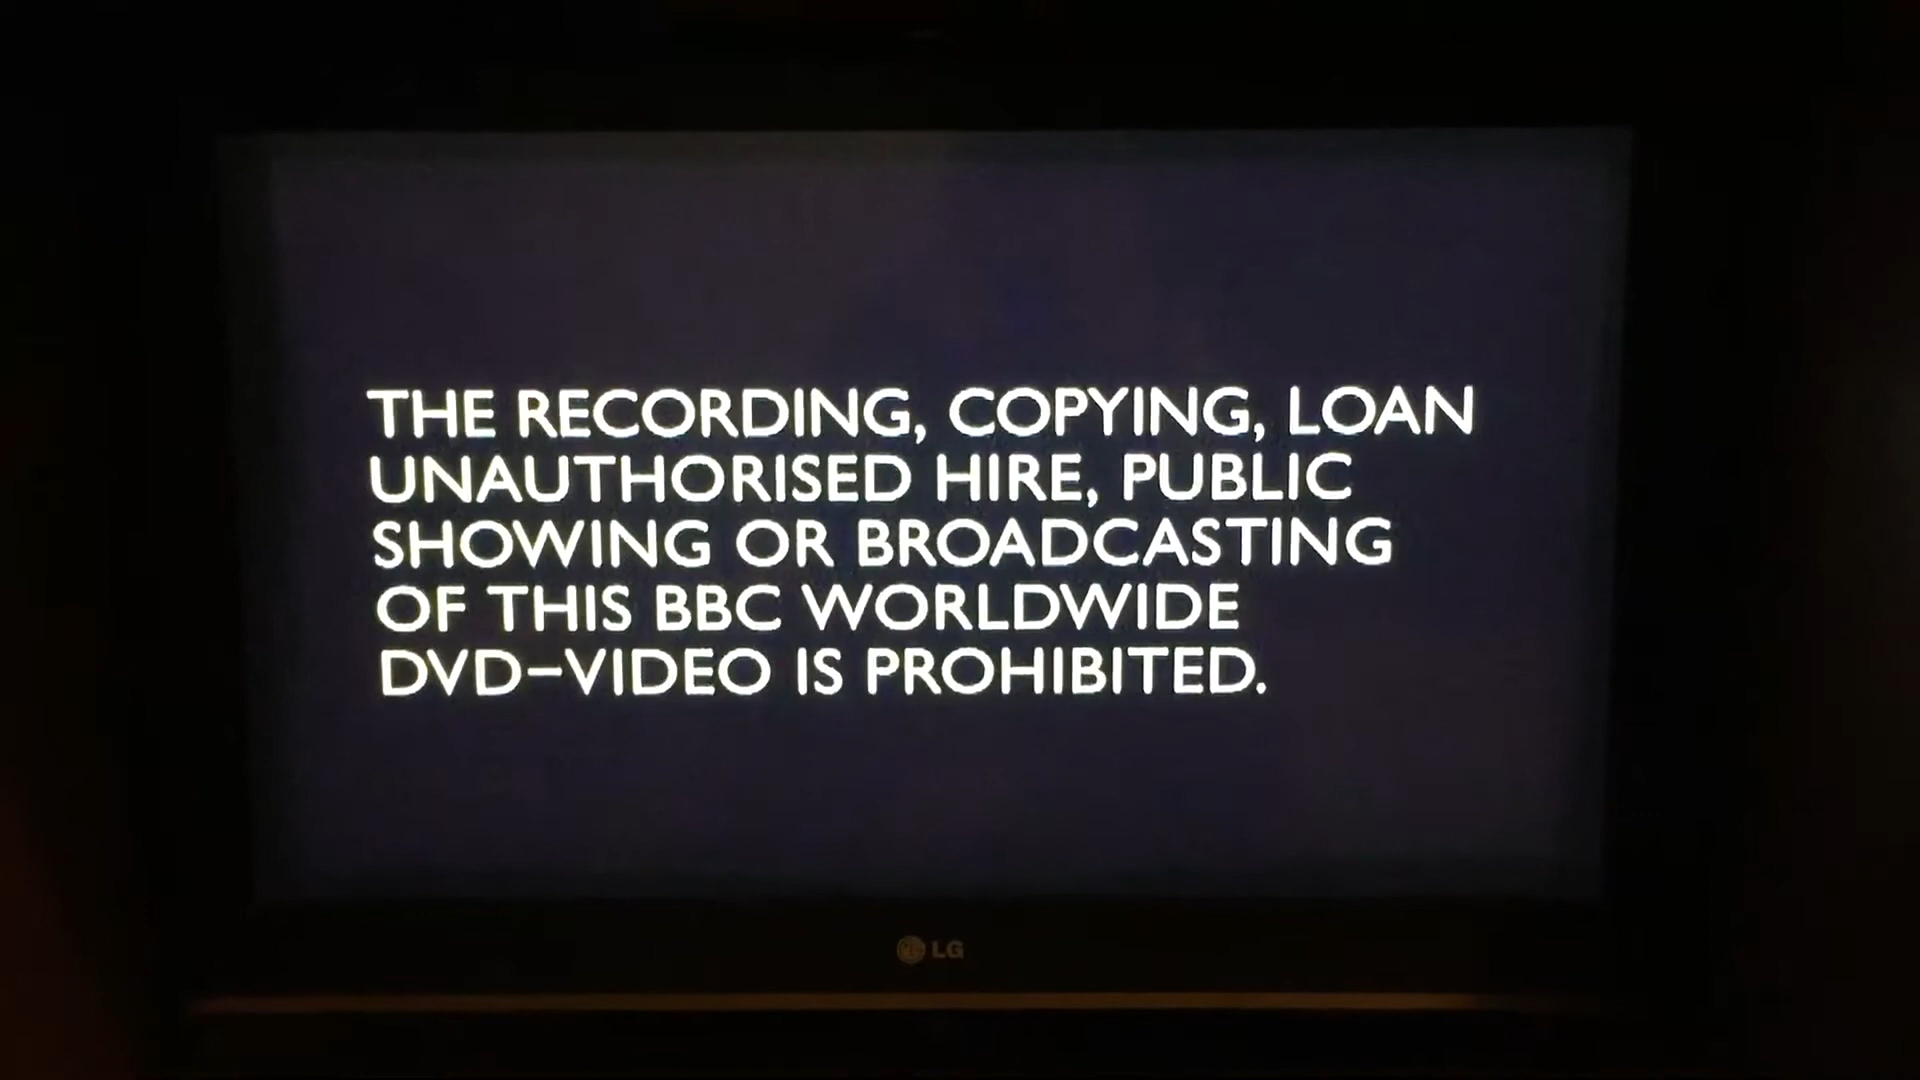 THE RECORDING, COPYING, LOAN
UNAUTHORISED HIRE, PUBLIC
SHOWING OR BROADCASTING
OF THIS BBC WORLDWIDE
DVD-VIDEO IS PROHIBITED.
LG